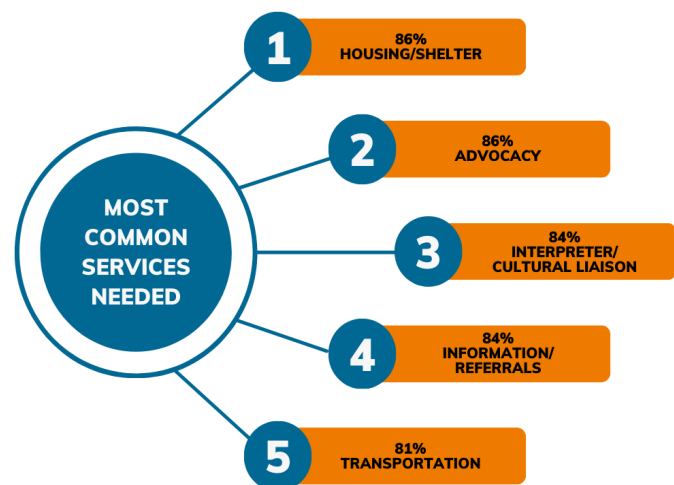 1
86%
HOUSING/SHELTER
2
86%
ADVOCACY
MOST
COMMON
SERVICES
NEEDED
3
84%
INTERPRETER/
CULTURAL LIAISON
4
84%
INFORMATION/
REFERRALS
5
81%
TRANSPORTATION